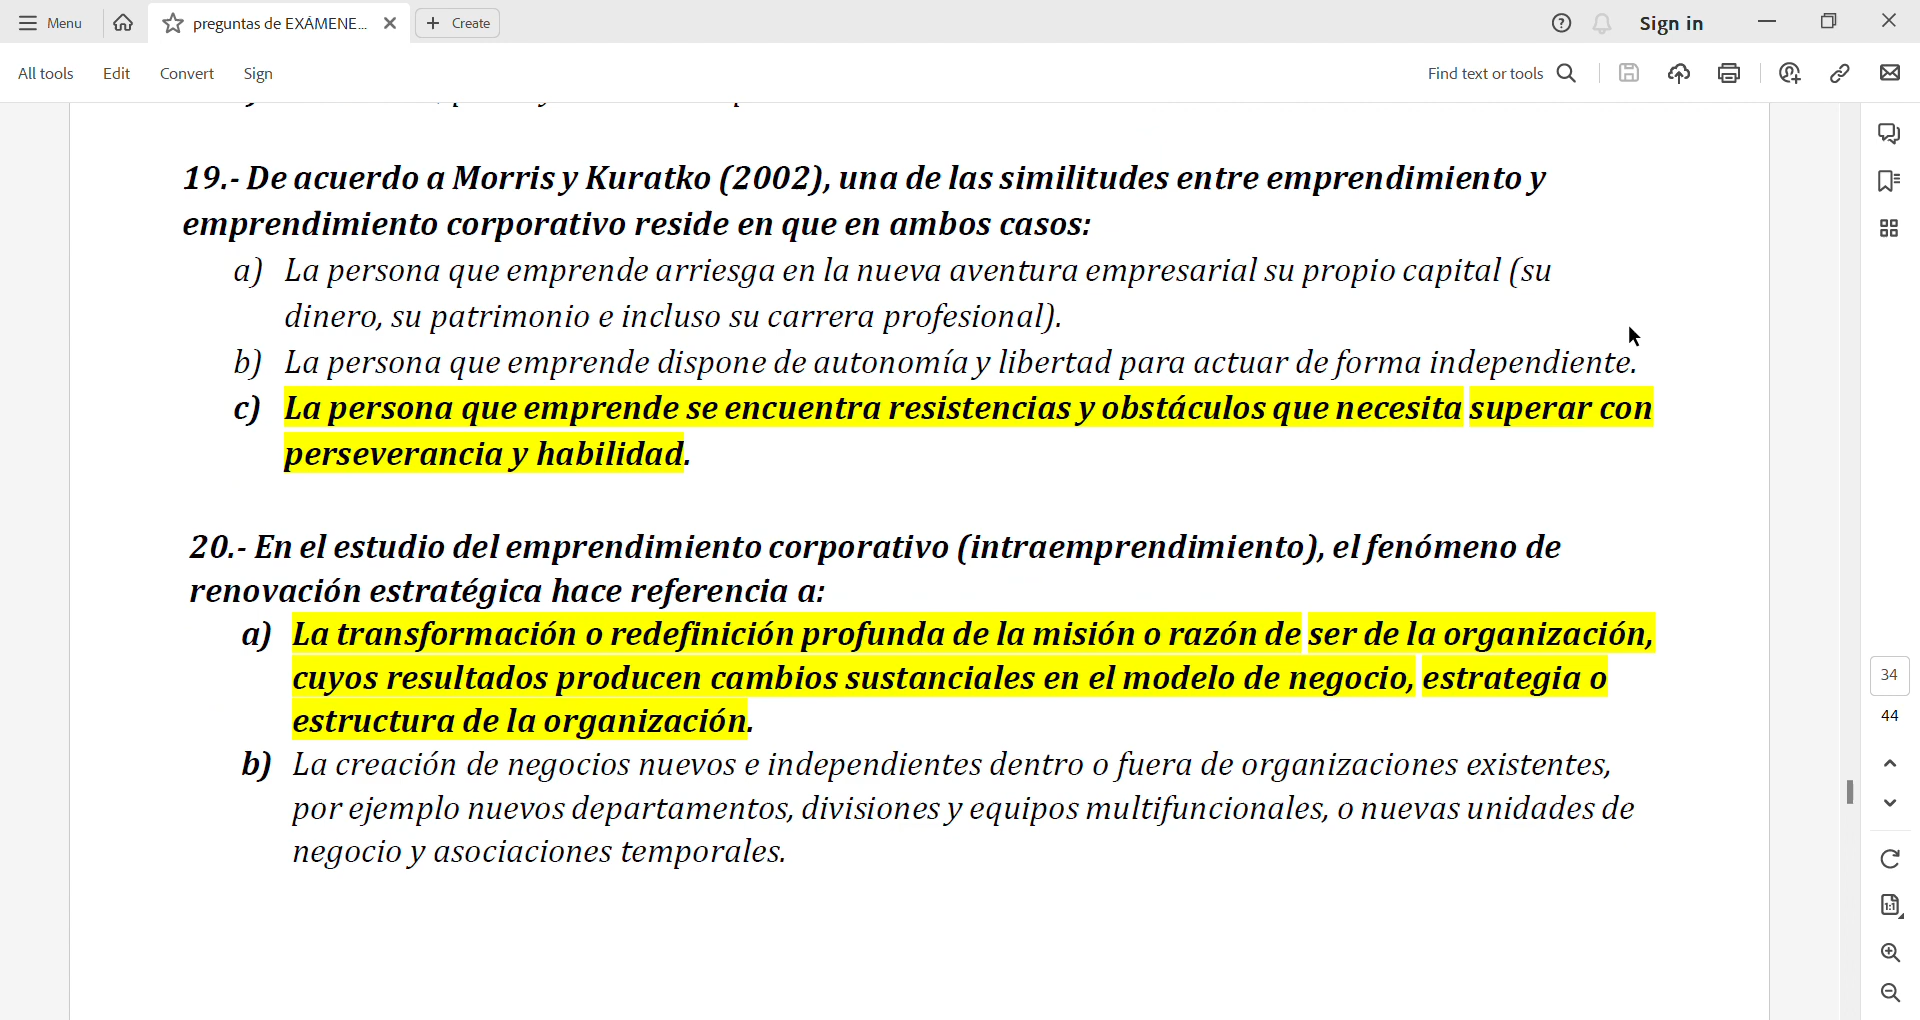 Menu
preguntas de EXÁMENE...
Create
Sign in
All tools
Edit
Convert
Sign
Find text or tools
19.- De acuerdo a Morris y Kuratko (2002), una de las similitudes entre emprendimiento y
emprendimiento corporativo reside en que en ambos casos:
a) La persona que emprende arriesga en la nueva aventura empresarial su propio capital (su
dinero, su patrimonio e incluso su carrera profesional).
b) La persona que emprende dispone de autonomía y libertad para actuar de forma independiente.
c) La persona que emprende se encuentra resistencias y obstáculos que necesita superar con
perseverancia y habilidad.
20.- En el estudio del emprendimiento corporativo (intraemprendimiento), el fenómeno de
renovación estratégica hace referencia a:
a) La transformación o redefinición profunda de la misión o razón de ser de la organización,
cuyos resultados producen cambios sustanciales en el modelo de negocio, estrategia o
estructura de la organización.
b) La creación de negocios nuevos e independientes dentro o fuera de organizaciones existentes,
por ejemplo nuevos departamentos, divisiones y equipos multifuncionales, o nuevas unidades de
negocio y asociaciones temporales.
34
44
1:1